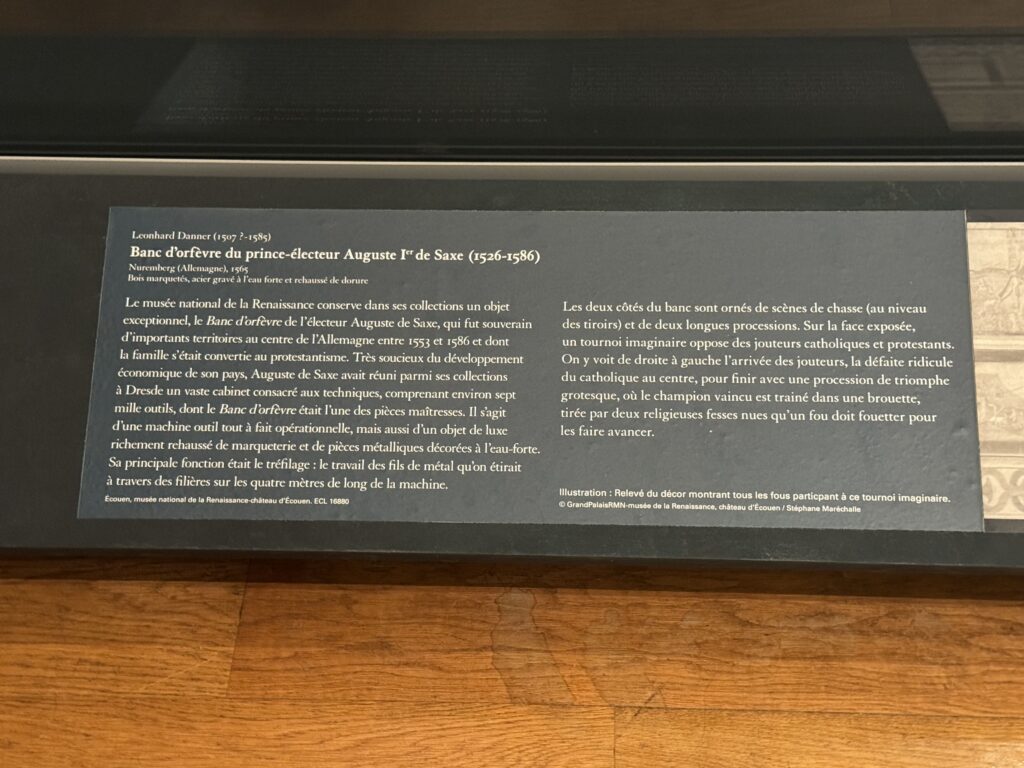 Leonhard Danner (1507 ?-1585)
Banc d'orfèvre du prince-électeur Auguste Ier de Saxe (1526-1586)
Nuremberg (Allemagne), 1565
Bois marquetés, acier gravé à l'eau forte et rehaussé de dorure
Le musée national de la Renaissance conserve dans ses collections un objet
exceptionnel, le Banc d'orfèvre de l'électeur Auguste de Saxe, qui fut souverain
d'importants territoires au centre de l'Allemagne entre 1553 et 1586 et dont
la famille s'était convertie au protestantisme. Très soucieux du développement
économique de son pays, Auguste de Saxe avait réuni parmi ses collections
à Dresde un vaste cabinet consacré aux techniques, comprenant environ sept
mille outils, dont le Banc d'orfèvre était l'une des pièces maîtresses. Il s'agit
d'une machine outil tout à fait opérationnelle, mais aussi d'un objet de luxe
richement rehaussé de marqueterie et de pièces métalliques décorées à l'eau-forte.
Sa principale fonction était le tréfilage : le travail des fils de métal qu'on étirait
à travers des filières sur les quatre mètres de long de la machine.
Écouen, musée national de la Renaissance-château d'Écouen. ECL 16880
Les deux côtés du banc sont ornés de scènes de chasse (au niveau
des tiroirs) et de deux longues processions. Sur la face exposée,
un tournoi imaginaire oppose des jouteurs catholiques et protestants.
On y voit de droite à gauche l'arrivée des jouteurs, la défaite ridicule
du catholique au centre, pour finir avec une procession de triomphe
grotesque, où le champion vaincu est trainé dans une brouette,
tirée par deux religieuses fesses nues qu'un fou doit fouetter pour
les faire avancer.
Illustration : Relevé du décor montrant tous les fous particpant à ce tournoi imaginaire.
© GrandPalaisRMN-musée de la Renaissance, château d'Écouen / Stéphane Maréchalle